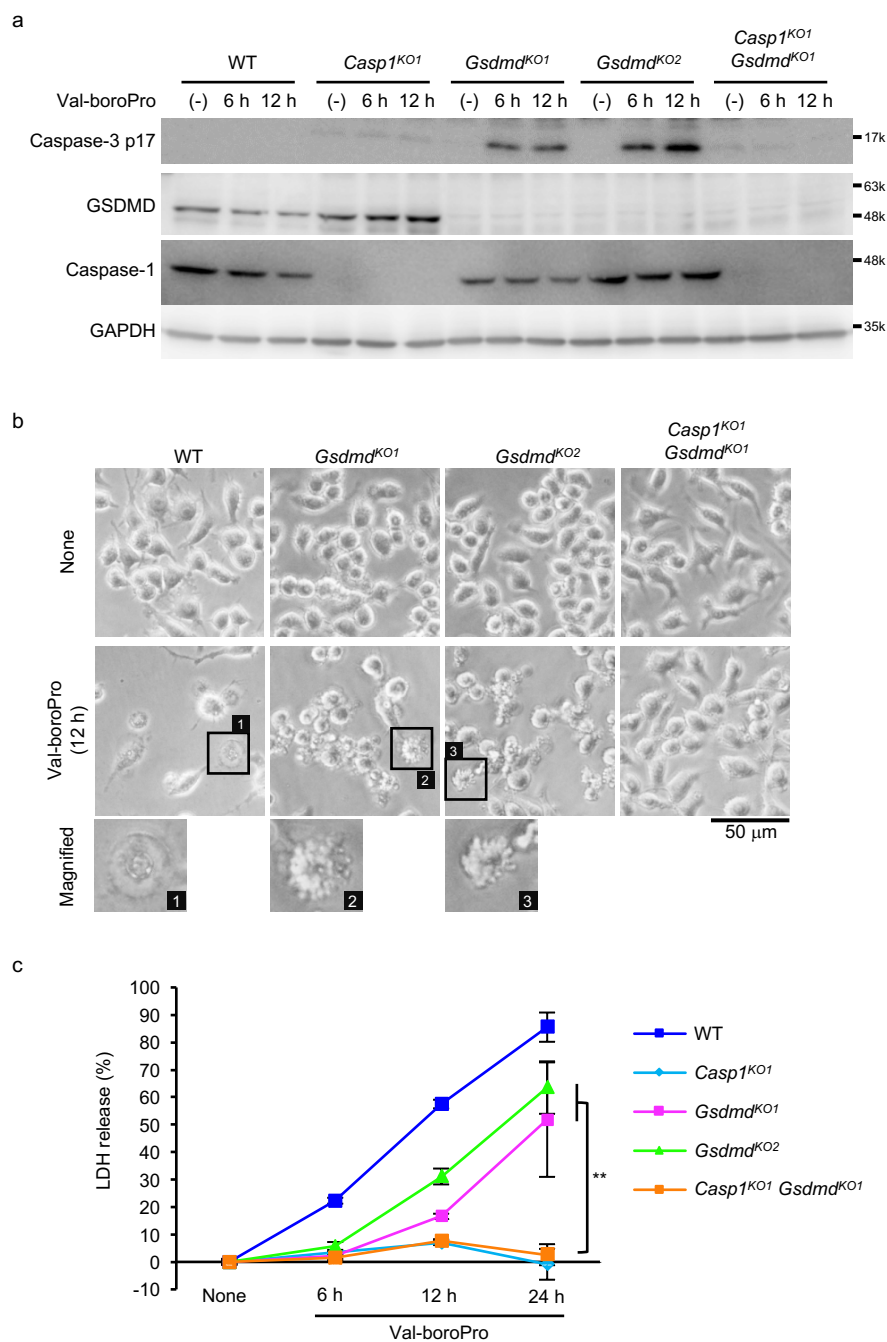 a
WT Casp1KO1 GsdmdKO1 GsdmdKO2 Casp1KO1
GsdmdKO1
Val-boroPro (-) 6 h 12 h (-) 6 h 12 h (-) 6 h 12 h (-) 6 h 12 h (-) 6 h 12 h
Caspase-3 p17 17k
63k
GSDMD 48k
Caspase-1 48k
GAPDH 35k
b
WT GsdmdKO1 GsdmdKO2 Casp1KO1
GsdmdKO1
None
Val-boroPro
(12 h)
1
2
3
50 μm
Magnified
1
2
3
c
LDH release (%)
100
90
80
70
60
50
40
30
20
10
0
-10
None 6 h 12 h 24 h
Val-boroPro
**
WT
Casp1KO1
GsdmdKO1
GsdmdKO2
Casp1KO1 GsdmdKO1